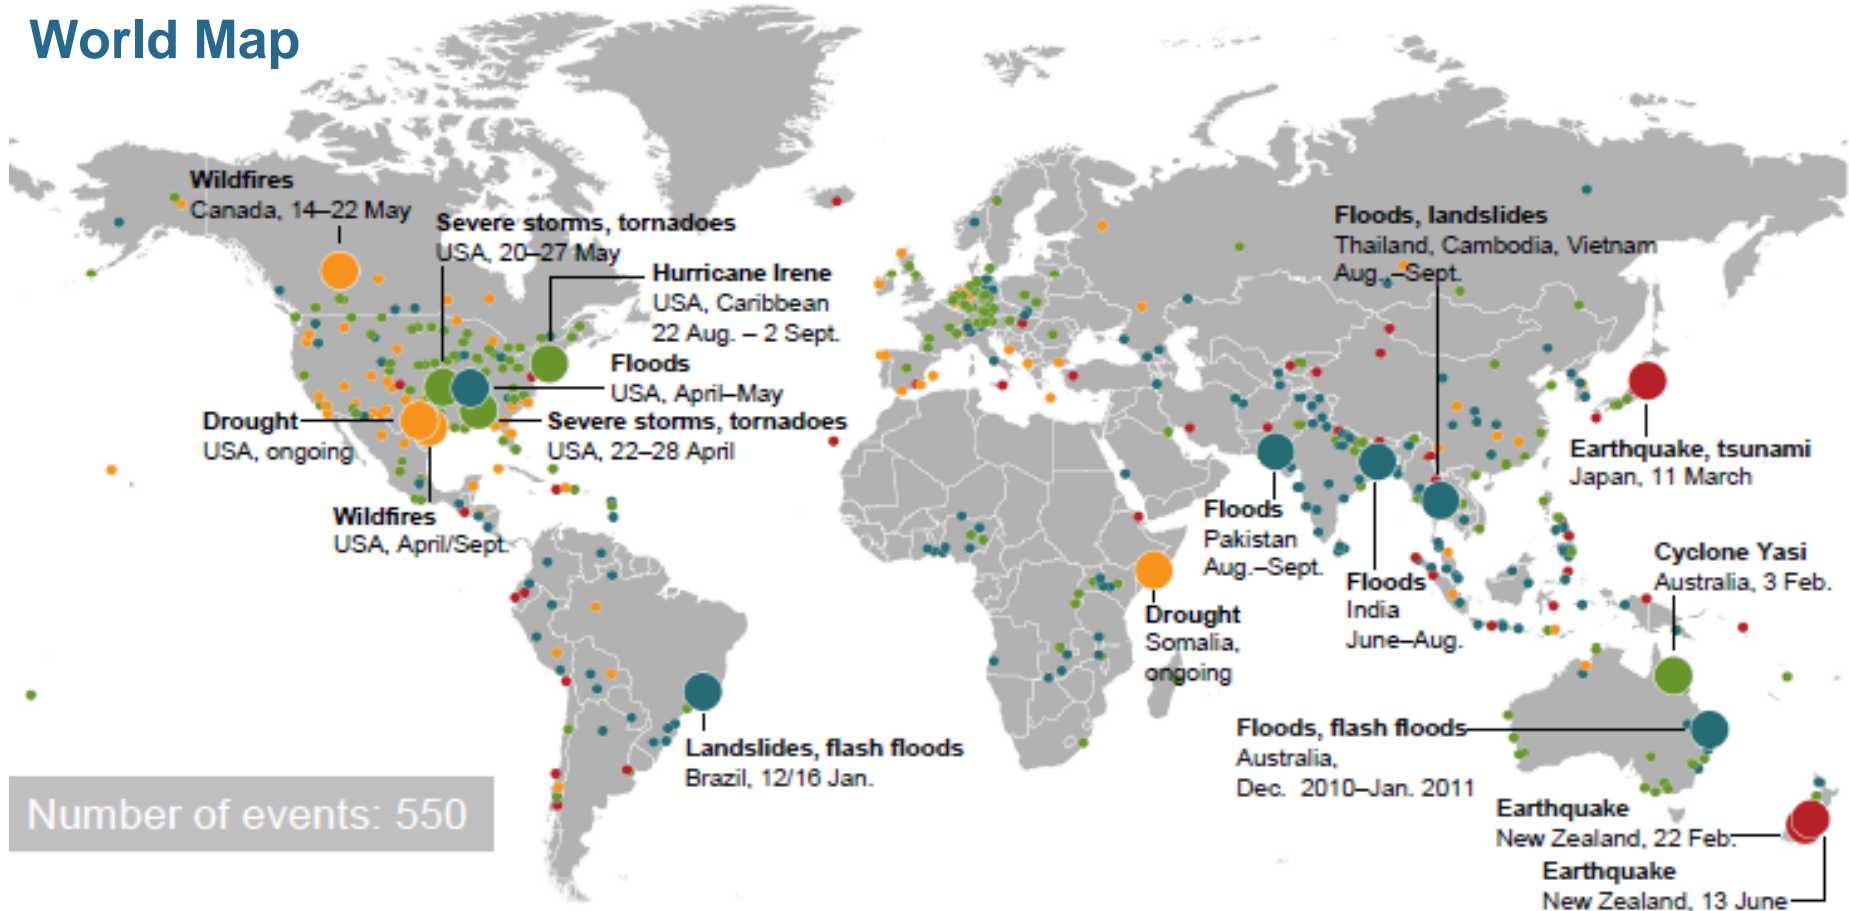 World Map
Wildfires
Canada, 14–22 May
Severe storms, tornadoes
USA, 20–27 May
Hurricane Irene
USA, Caribbean
22 Aug. – 2 Sept.
Floods
USA, April–May
Drought
USA, ongoing
Severe storms, tornadoes
USA, 22–28 April
Wildfires
USA, April/Sept.
Landslides, flash floods
Brazil, 12/16 Jan.
Floods, landslides
Thailand, Cambodia, Vietnam
Aug.–Sept.
Earthquake, tsunami
Japan, 11 March
Floods
Pakistan
Aug.–Sept.
Floods
India
June–Aug.
Drought
Somalia,
ongoing
Cyclone Yasi
Australia, 3 Feb.
Floods, flash floods
Australia,
Dec. 2010–Jan. 2011
Earthquake
New Zealand, 22 Feb.
Earthquake
New Zealand, 13 June
Number of events: 550